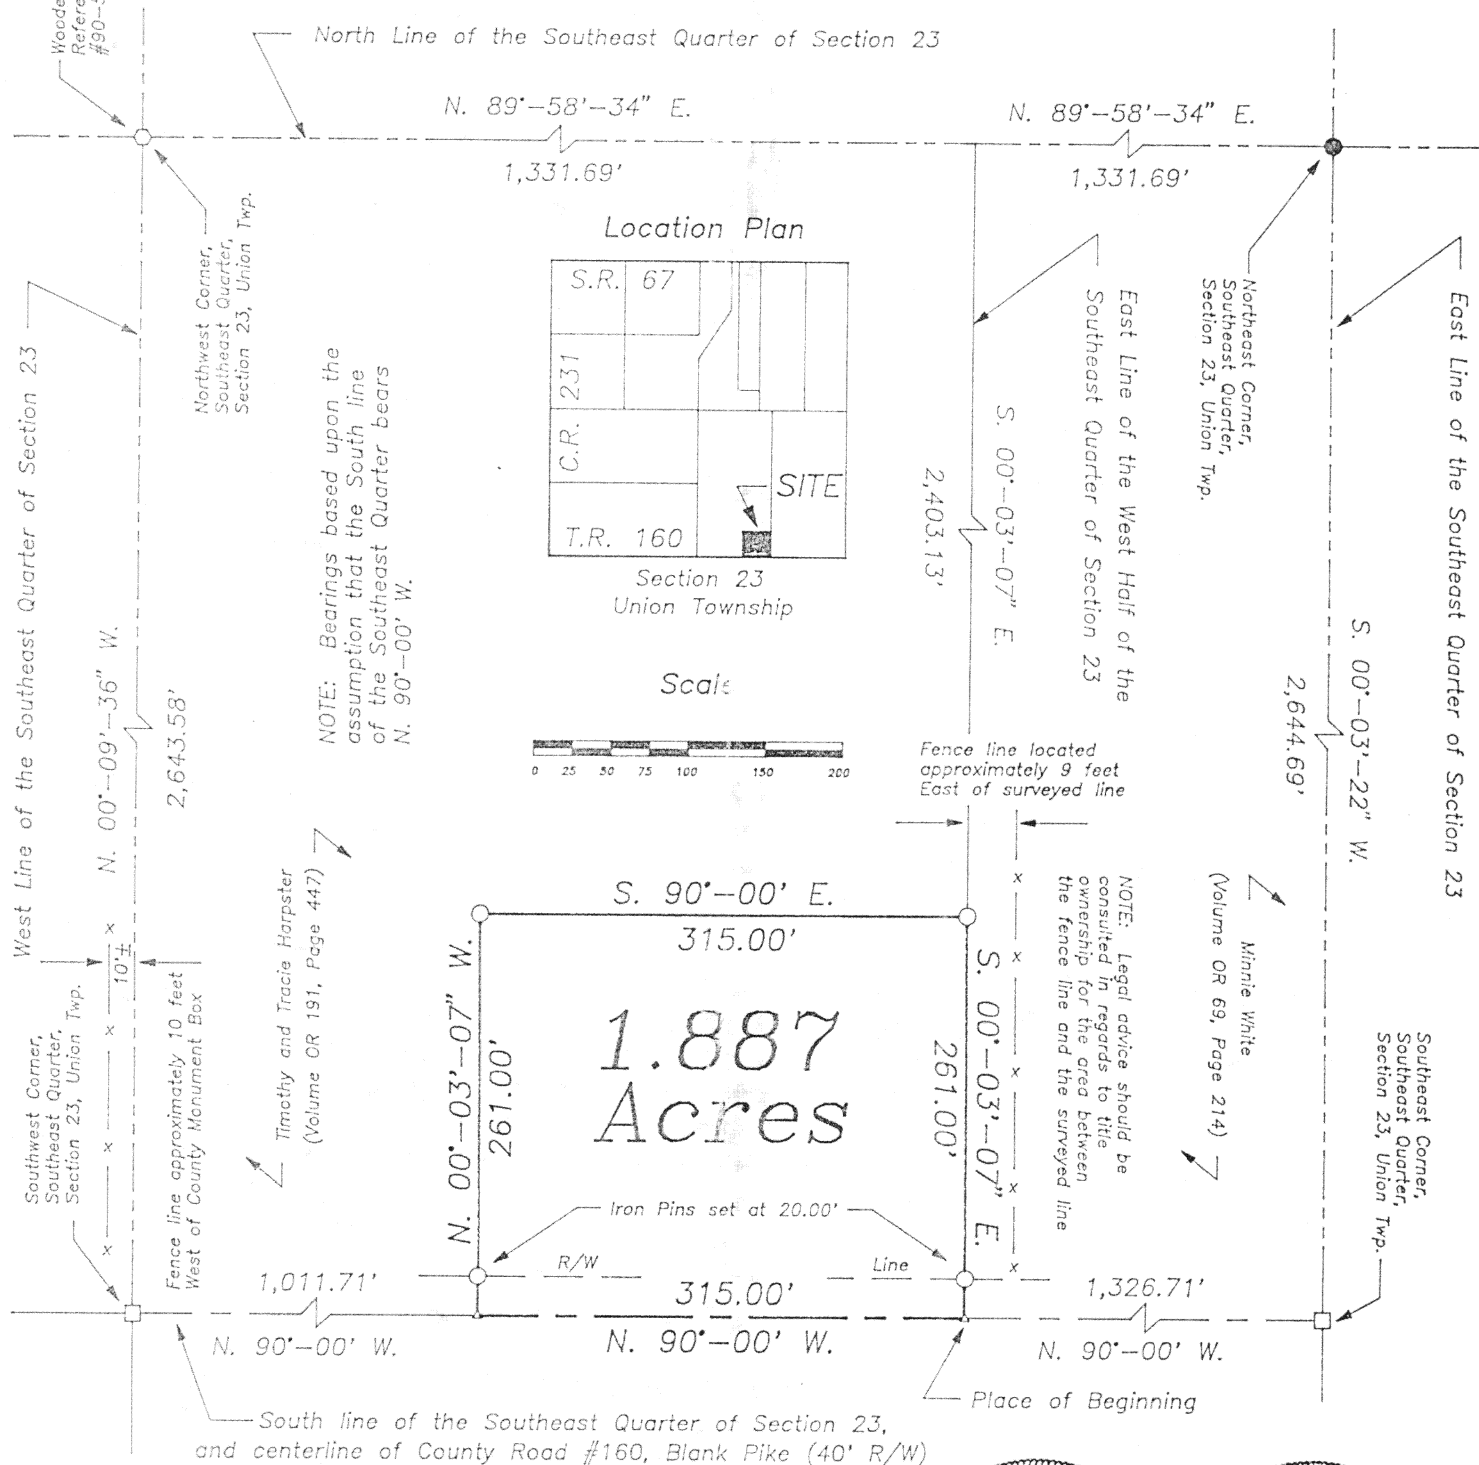 North Line of the Southeast Quarter of Section 23
N. 89°-58'-34" E.
1,331.69'
N. 89°-58'-34" E.
1,331.69'
Northwest Corner,
Southeast Quarter,
Section 23, Union Twp.
Location Plan
S.R. 67
C.R. 231
T.R. 160
SITE
Section 23
Union Township
Scale
0 25 50 75 100 150 200
NOTE: Bearings based upon the
assumption that the South line
of the Southeast Quarter bears
N. 90°-00' W.
West Line of the Southeast Quarter of Section 23
N. 00°-09'-36" W.
2,643.58'
East Line of the West Half of the
Southeast Quarter of Section 23
S. 00°-03'-07" E.
2,403.13'
Northeast Corner,
Southeast Quarter,
Section 23, Union Twp.
East Line of the Southeast Quarter of Section 23
S. 00°-03'-22" W.
2,644.69'
Fence line located
approximately 9 feet
East of surveyed line
Timothy and Tracie Harpster
(Volume OR 191, Page 447)
S. 90°-00' E.
315.00'
N. 00°-03'-07" W.
261.00'
1.887
Acres
S. 00°-03'-07" E.
261.00'
NOTE: Legal advice should be
consulted in regards to title
ownership for the area between
the fence line and the surveyed line
Minnie White
(Volume OR 69, Page 214)
10'±
Southwest Corner,
Southeast Quarter,
Section 23, Union Twp.
Fence line approximately 10 feet
West of County Monument Box
Southeast Corner,
Southeast Quarter,
Section 23, Union Twp.
Iron Pins set at 20.00'
R/W Line
1,011.71'
N. 90°-00' W.
315.00'
N. 90°-00' W.
1,326.71'
N. 90°-00' W.
Place of Beginning
South line of the Southeast Quarter of Section 23,
and centerline of County Road #160, Blank Pike (40' R/W)